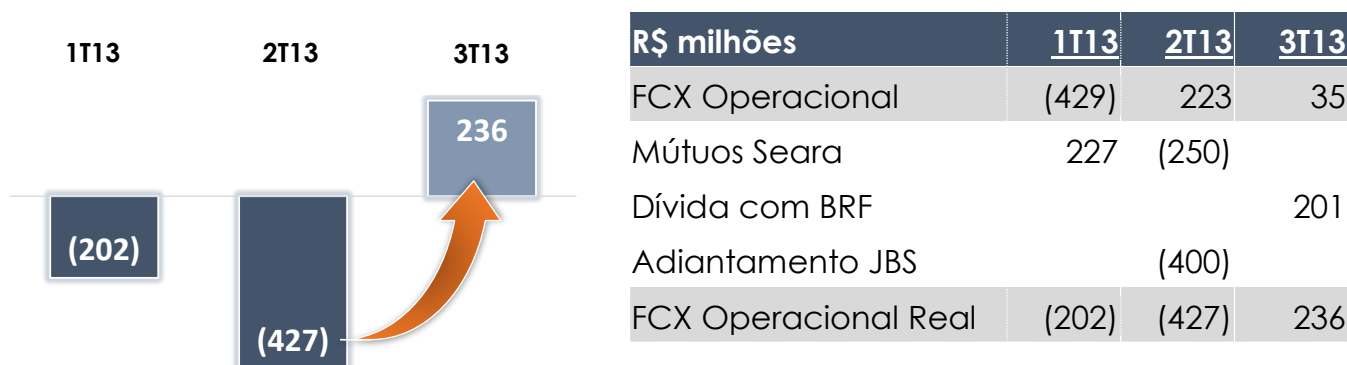 1T13 2T13 3T13
236
(202)
(427)
R$ milhões 1T13 2T13 3T13
FCX Operacional (429) 223 35
Mútuos Seara 227 (250)
Dívida com BRF 201
Adiantamento JBS (400)
FCX Operacional Real (202) (427) 236